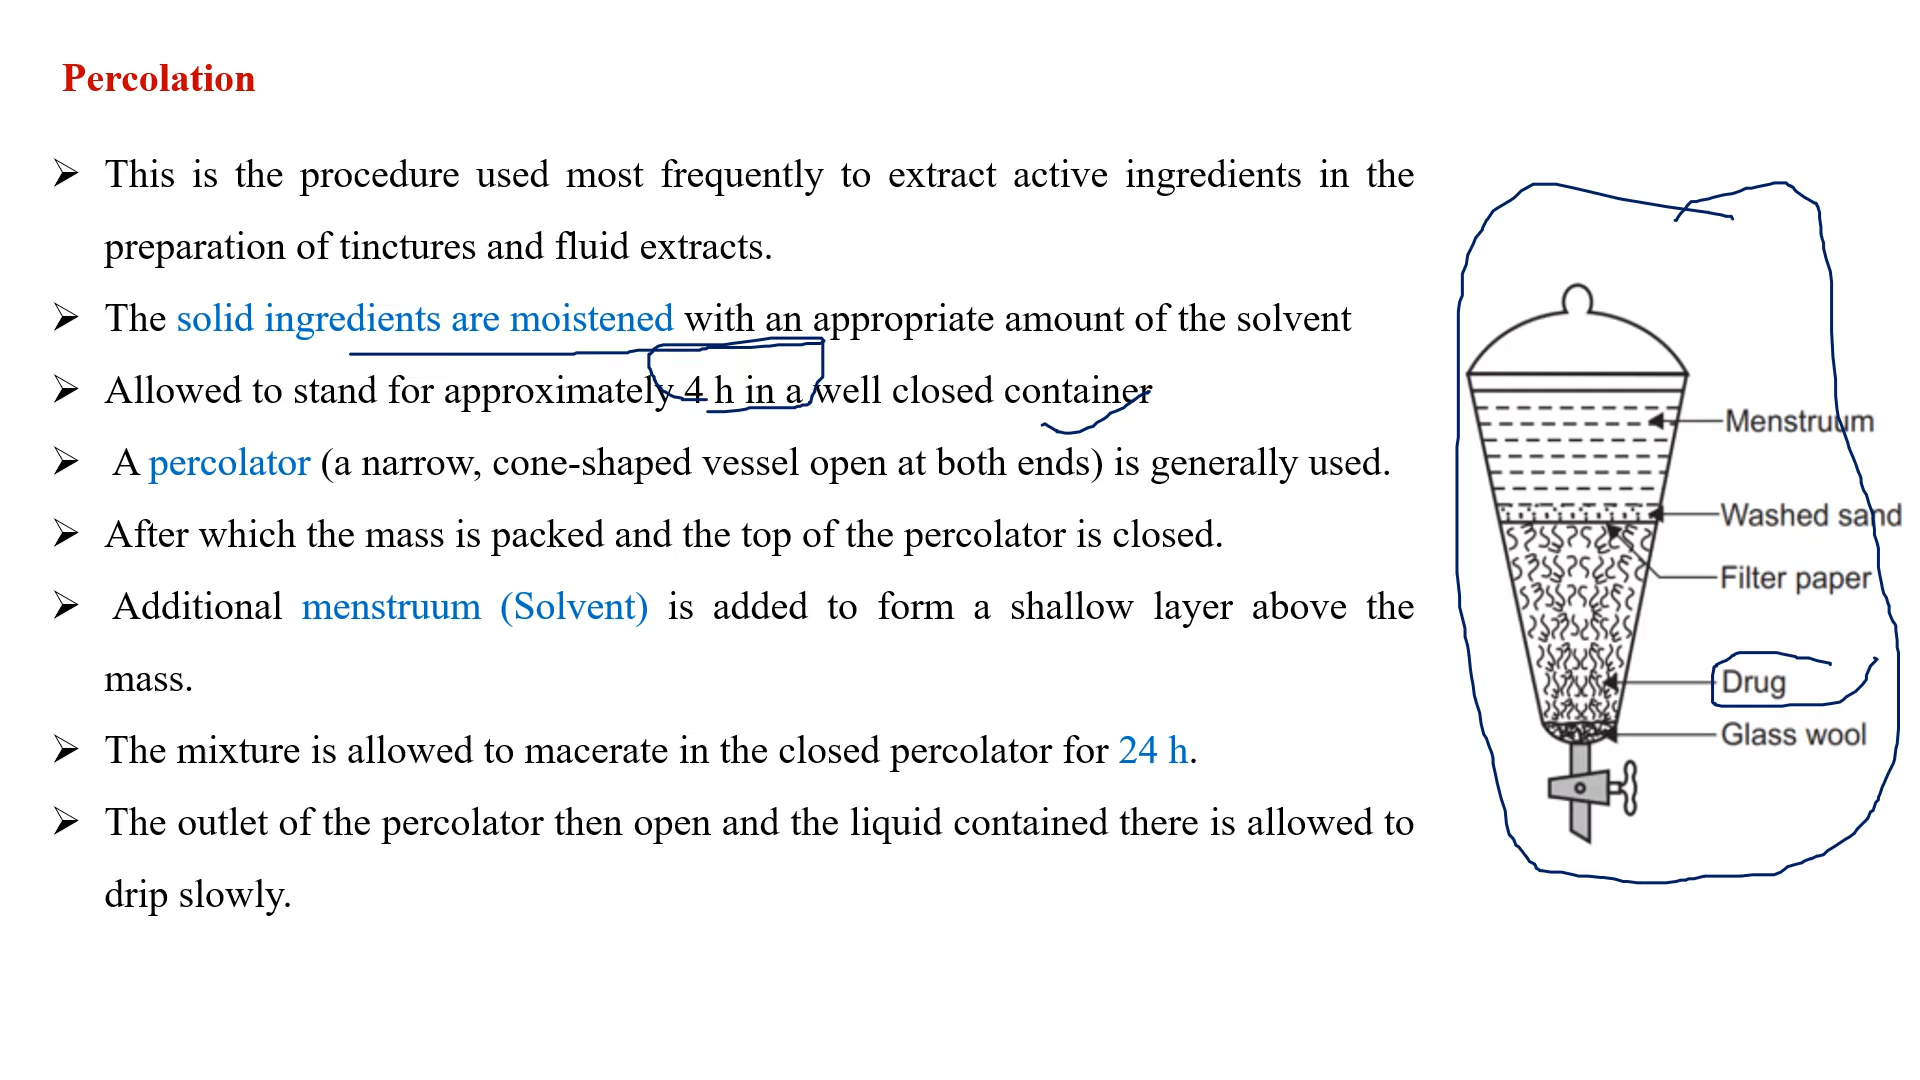 Percolation
➢ This is the procedure used most frequently to extract active ingredients in the
preparation of tinctures and fluid extracts.
➢ The solid ingredients are moistened with an appropriate amount of the solvent
➢ Allowed to stand for approximately 4 h in a well closed container
➢ A percolator (a narrow, cone-shaped vessel open at both ends) is generally used.
➢ After which the mass is packed and the top of the percolator is closed.
➢ Additional menstruum (Solvent) is added to form a shallow layer above the
mass.
➢ The mixture is allowed to macerate in the closed percolator for 24 h.
➢ The outlet of the percolator then open and the liquid contained there is allowed to
drip slowly.
Menstruum
Washed sand
Filter paper
Drug
Glass wool